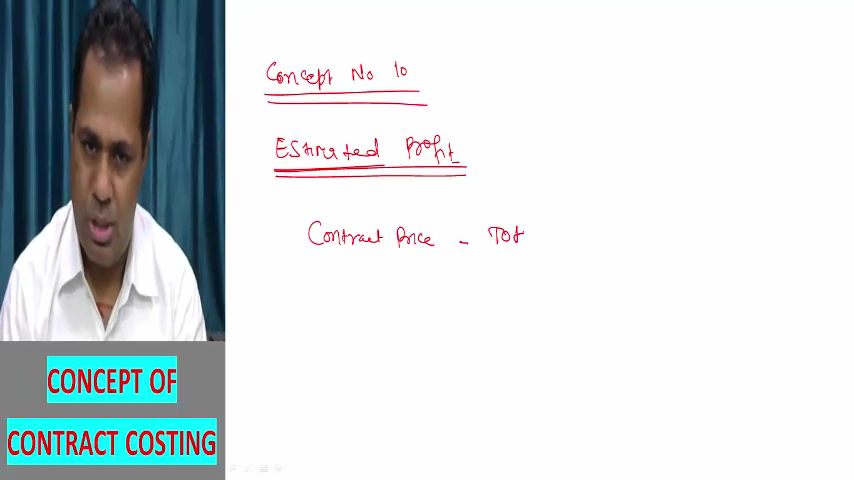 Concept No 10
Estimated Profit
Contract Price - Tot
CONCEPT OF
CONTRACT COSTING